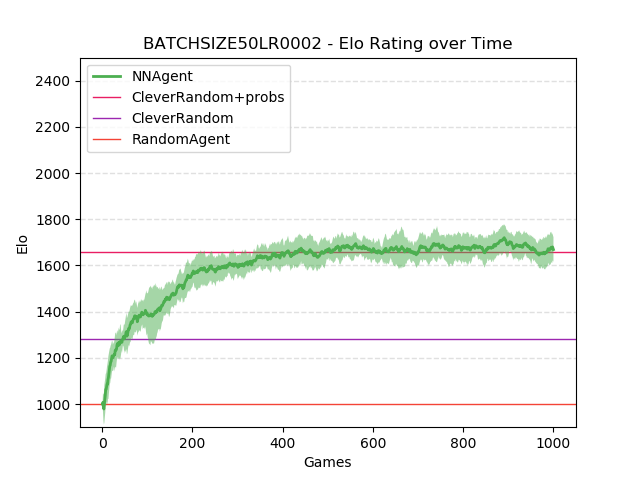 BATCHSIZE50LR0002 - Elo Rating over Time
NNAgent
CleverRandom+probs
CleverRandom
RandomAgent
2400
2200
2000
1800
1600
1400
1200
1000
Elo
0 200 400 600 800 1000
Games